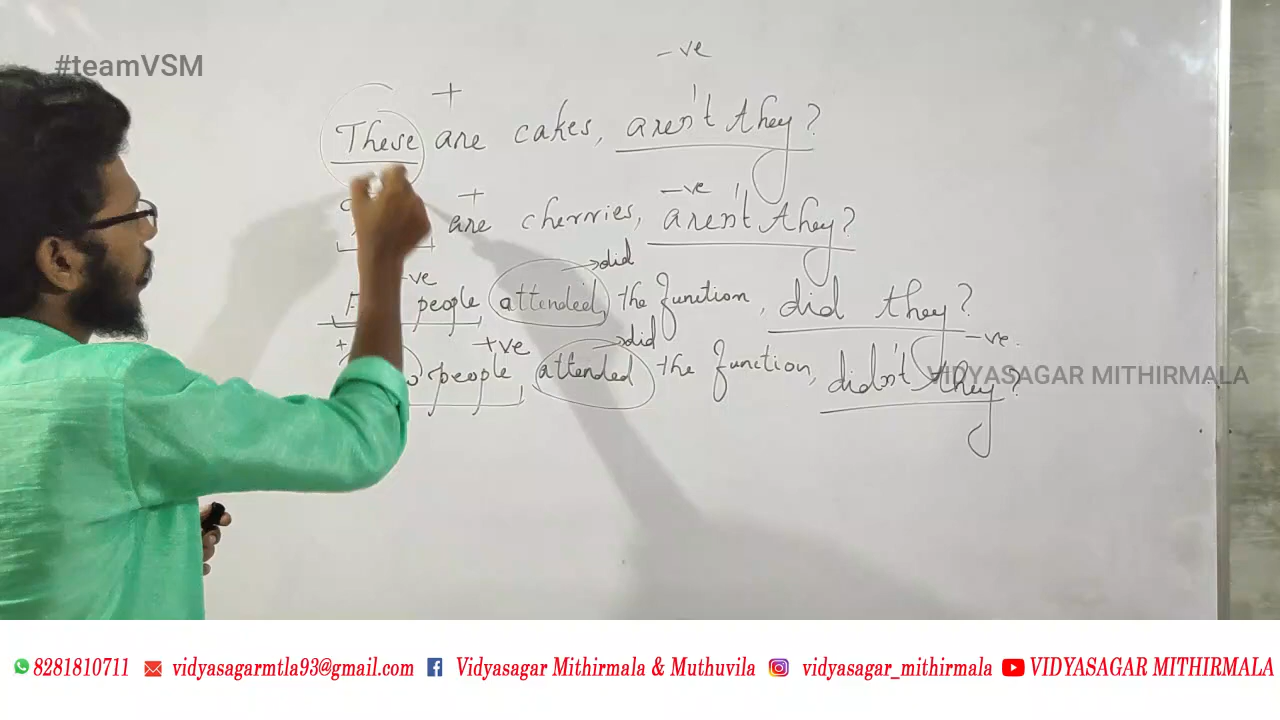 #teamVSM
-ve
+
These are cakes, aren't they?
+ -ve
are cherries, aren't they?
did
-ve
people attended the function, did they?
did
+ +ve -ve
people attended the function, didn't they?
VIDYASAGAR MITHIRMALA
8281810711 vidyasagarmtla93@gmail.com Vidyasagar Mithirmala & Muthuvila vidyasagar_mithirmala VIDYASAGAR MITHIRMALA